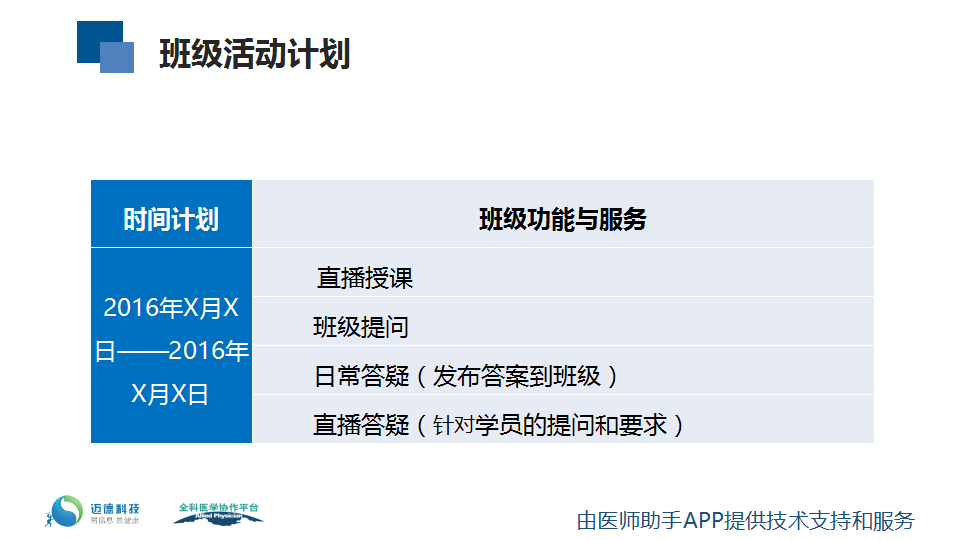 班级活动计划
时间计划
班级功能与服务
2016年X月X
日——2016年
X月X日
直播授课
班级提问
日常答疑（发布答案到班级）
直播答疑（针对学员的提问和要求）
迈德科技
易信息 易健康
全科医学协作平台
Allied Physician
由医师助手APP提供技术支持和服务